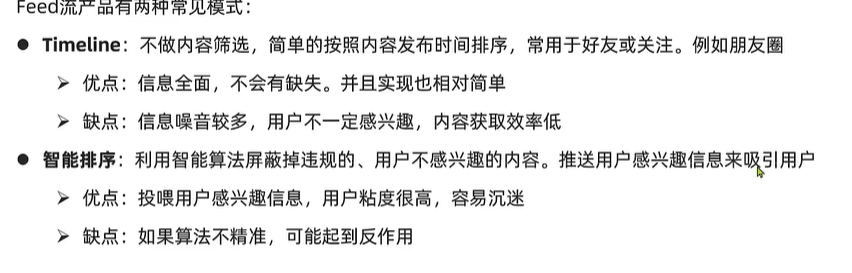 Feed流产品有两种常见模式：
● Timeline：不做内容筛选，简单的按照内容发布时间排序，常用于好友或关注。例如朋友圈
➢ 优点：信息全面，不会有缺失。并且实现也相对简单
➢ 缺点：信息噪音较多，用户不一定感兴趣，内容获取效率低
● 智能排序：利用智能算法屏蔽掉违规的、用户不感兴趣的内容。推送用户感兴趣信息来吸引用户
➢ 优点：投喂用户感兴趣信息，用户粘度很高，容易沉迷
➢ 缺点：如果算法不精准，可能起到反作用